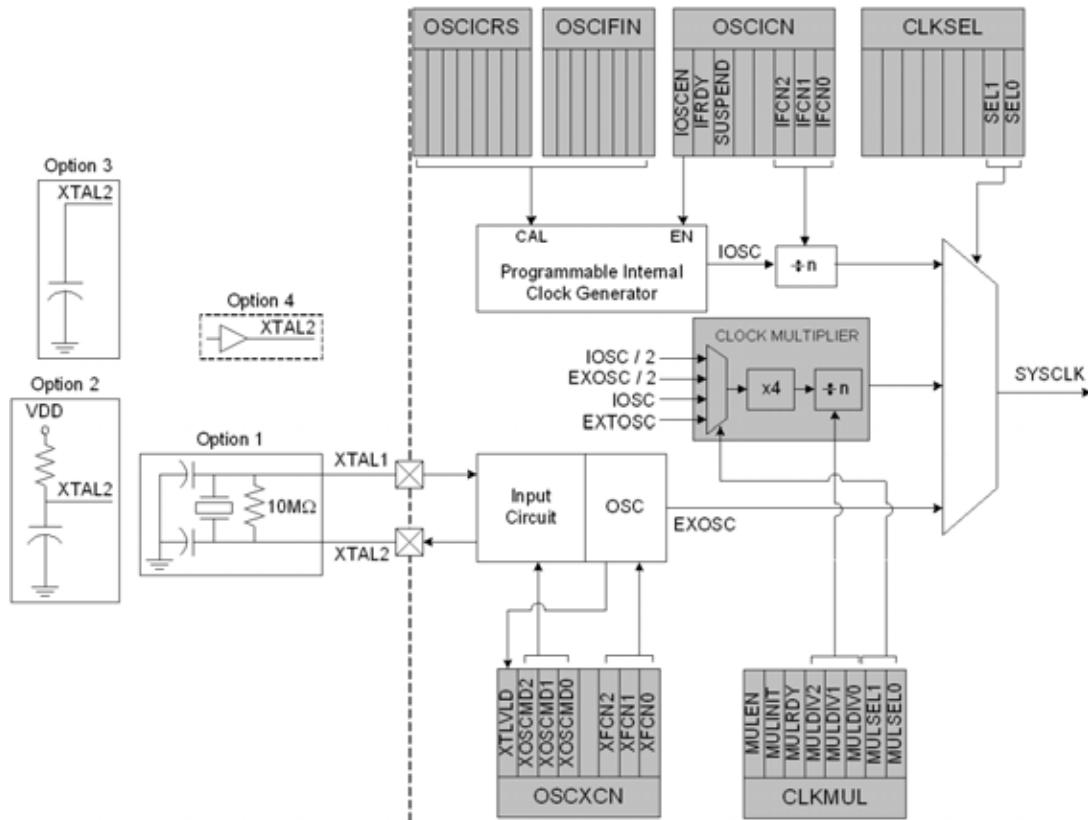 OSCICRS
OSCIFIN
OSCICN
CLKSEL
IOSCEN
IFRDY
SUSPEND
IFCN2
IFCN1
IFCN0
SEL1
SEL0
Option 3
XTAL2
CAL
EN
Programmable Internal
Clock Generator
IOSC
÷ n
Option 4
XTAL2
CLOCK MULTIPLIER
IOSC / 2
EXOSC / 2
IOSC
EXTOSC
x4
÷ n
SYSCLK
Option 2
VDD
XTAL2
Option 1
10MΩ
XTAL1
XTAL2
Input
Circuit
OSC
EXOSC
XTLVLD
XOSCMD2
XOSCMD1
XOSCMD0
XFCN2
XFCN1
XFCN0
OSCXCN
MULEN
MULINIT
MULRDY
MULDIV2
MULDIV1
MULDIV0
MULSEL1
MULSEL0
CLKMUL